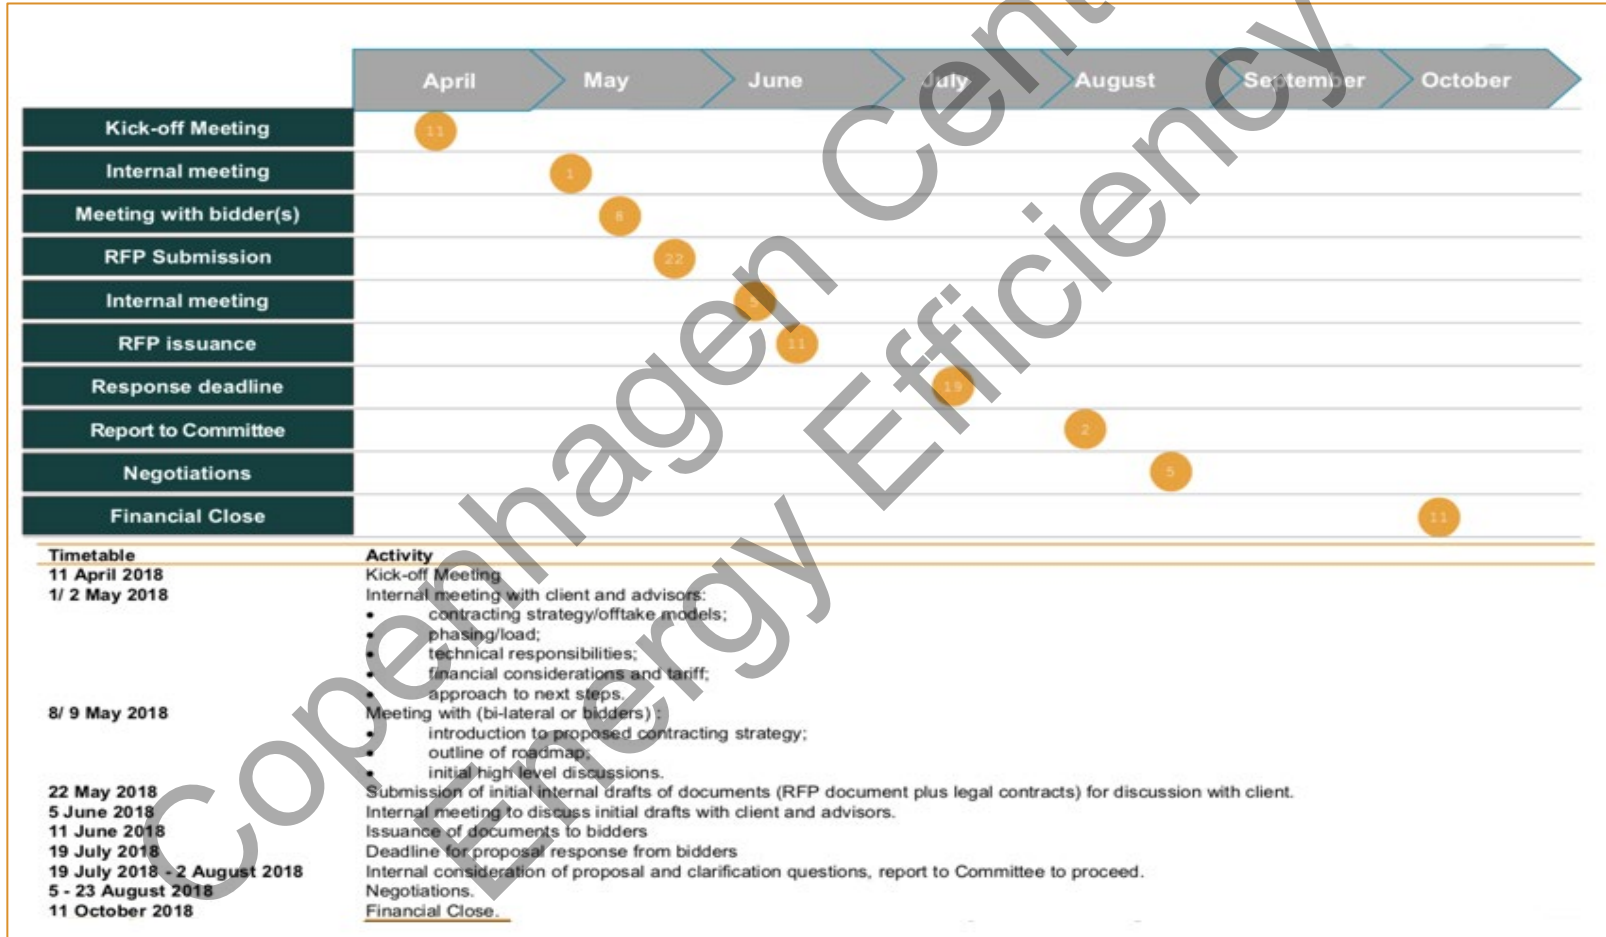 April May June July August September October
Kick-off Meeting 11
Internal meeting 1
Meeting with bidder(s) 8
RFP Submission 22
Internal meeting 5
RFP issuance 11
Response deadline 19
Report to Committee 2
Negotiations 5
Financial Close 11
Timetable Activity
11 April 2018 Kick-off Meeting
1/ 2 May 2018 Internal meeting with client and advisors:
• contracting strategy/offtake models;
• phasing/load;
• technical responsibilities;
• financial considerations and tariff;
• approach to next steps.
8/ 9 May 2018 Meeting with (bi-lateral or bidders) :
• introduction to proposed contracting strategy;
• outline of roadmap;
• initial high level discussions.
22 May 2018 Submission of initial internal drafts of documents (RFP document plus legal contracts) for discussion with client.
5 June 2018 Internal meeting to discuss initial drafts with client and advisors.
11 June 2018 Issuance of documents to bidders
19 July 2018 Deadline for proposal response from bidders
19 July 2018 - 2 August 2018 Internal consideration of proposal and clarification questions, report to Committee to proceed.
5 - 23 August 2018 Negotiations.
11 October 2018 Financial Close.
Copenhagen Cent
Energy Efficiency